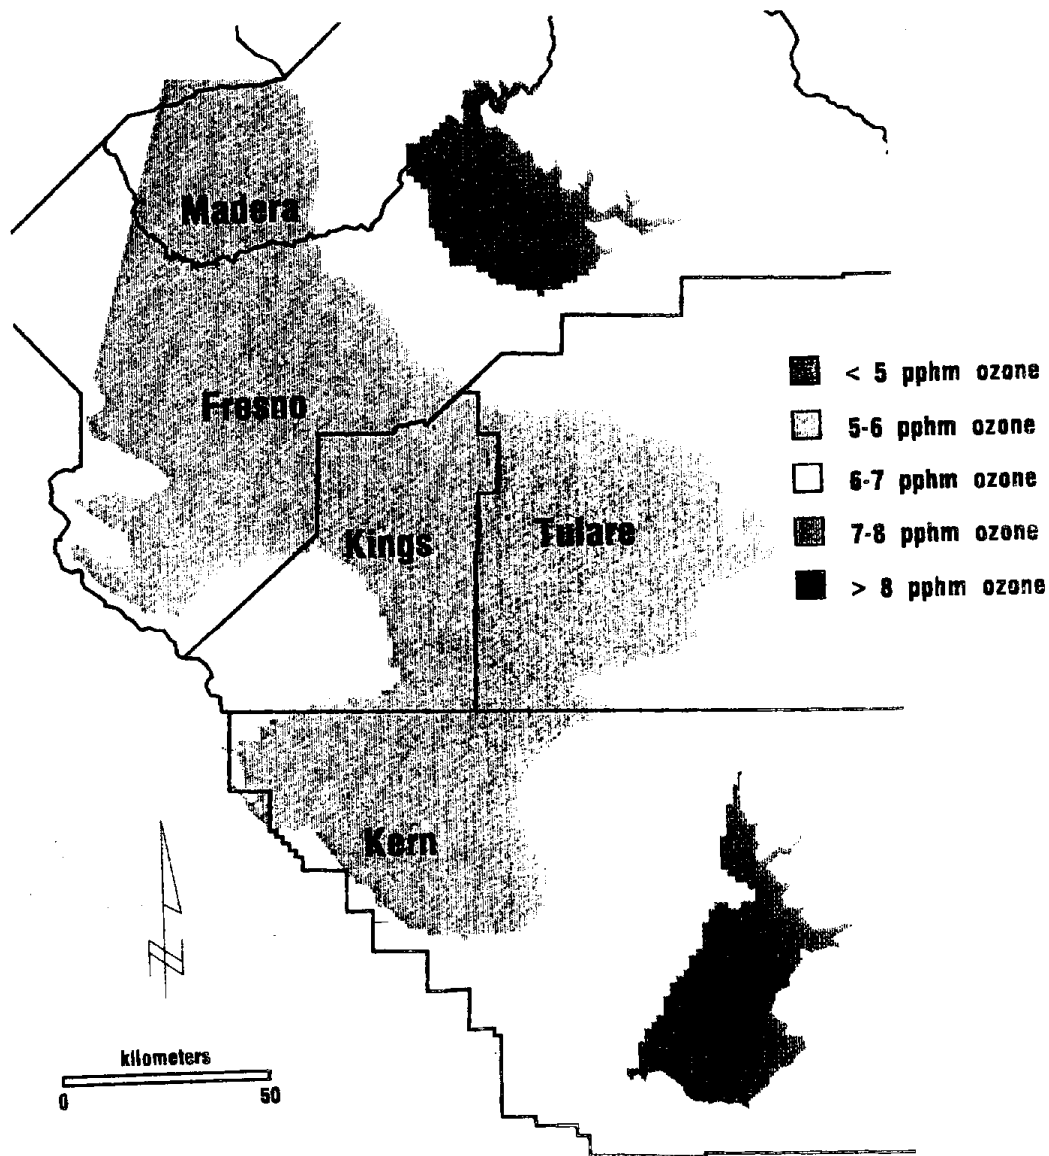 Madera
Fresno
Kings
Tulare
Kern
< 5 pphm ozone
5-6 pphm ozone
6-7 pphm ozone
7-8 pphm ozone
> 8 pphm ozone
kilometers
0 50